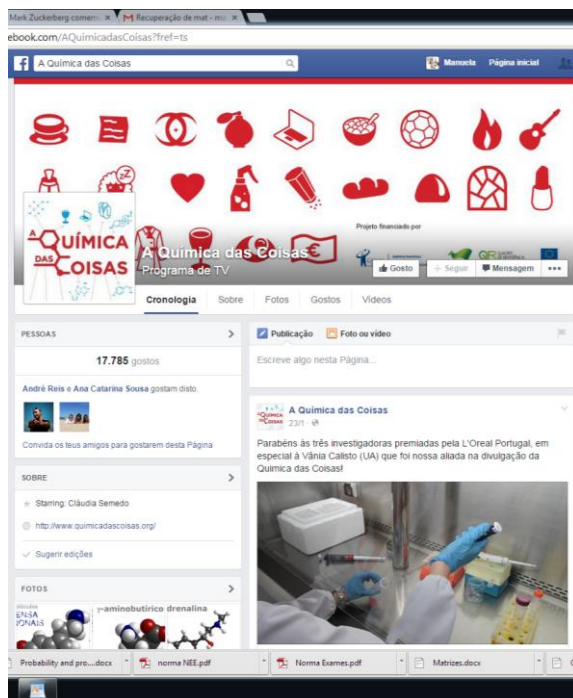 Mark Zuckerberg comem
Recuperação de mat - ma
ebook.com/AQuimicadasCoisas?fref=ts
A Química das Coisas
Manuela
Página inicial
Projeto financiado por
A QUÍMICA DAS COISAS
A Química das Coisas
Programa de TV
Gosto
Seguir
Mensagem
Cronologia Sobre Fotos Gostos Vídeos
PESSOAS
17.785 gostos
André Reis e Ana Catarina Sousa gostam disto.
Convida os teus amigos para gostarem desta Página
SOBRE
Starring: Cláudia Semedo
http://www.quimicadascoisas.org/
Sugerir edições
FOTOS
γ-aminobutírico drenalina
Publicação Foto ou vídeo
Escreve algo nesta Página...
A Química das Coisas
23/1
Parabéns às três investigadoras premiadas pela L'Oreal Portugal, em
especial à Vânia Calisto (UA) que foi nossa aliada na divulgação da
Química das Coisas!
Probability and pro....docx
norma NEE.pdf
Norma Exames.pdf
Matrizes.docx